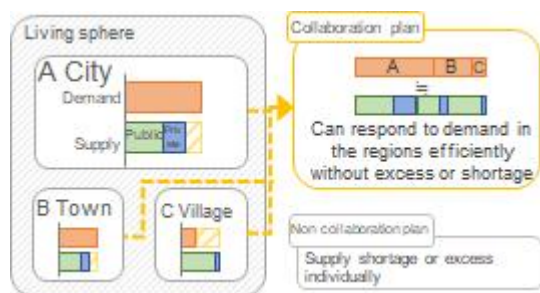 Living sphere
A City
Demand
Supply
Public
B Town
C Village
Collaboration plan
A B C
≒
Can respond to demand in
the regions efficiently
without excess or shortage
Non collaboration plan
Supply shortage or excess
individually